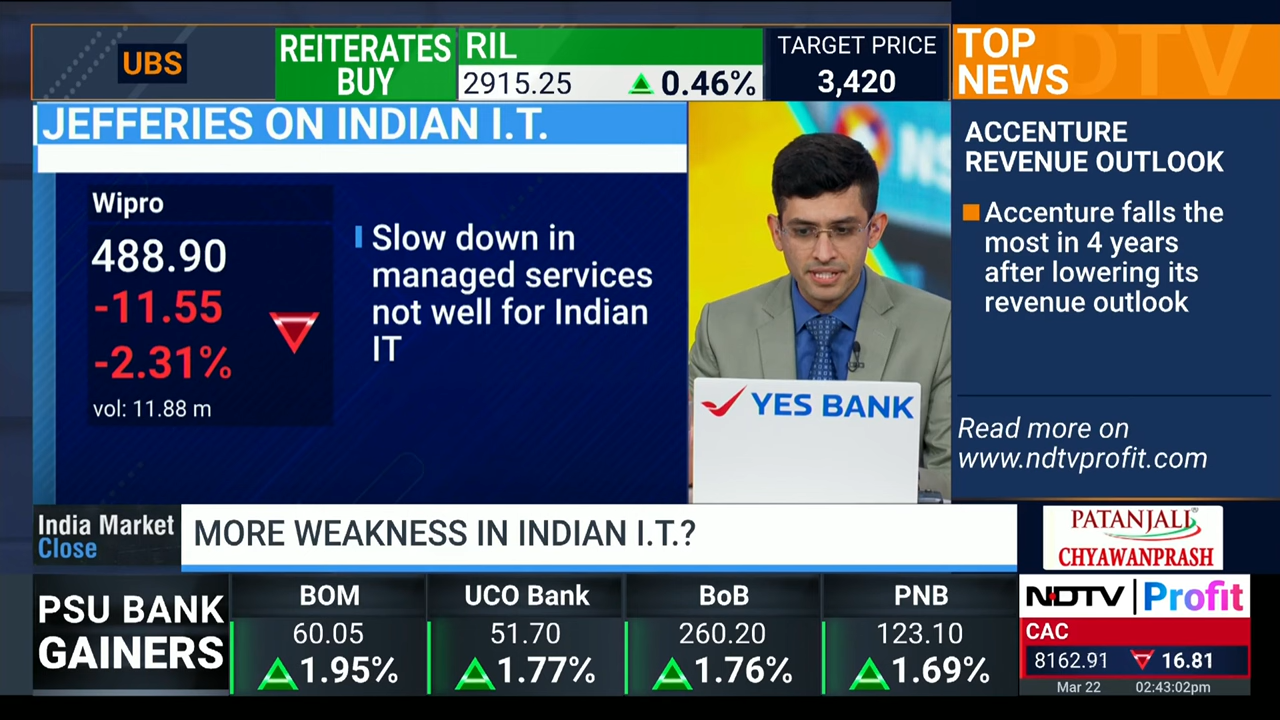 UBS
REITERATES
BUY
RIL
2915.25 0.46%
TARGET PRICE
3,420
TOP
NEWS
NDTV
JEFFERIES ON INDIAN I.T.
Wipro
488.90
-11.55
-2.31%
vol: 11.88 m
Slow down in
managed services
not well for Indian
IT
NS
YES BANK
ACCENTURE
REVENUE OUTLOOK
Accenture falls the
most in 4 years
after lowering its
revenue outlook
Read more on
www.ndtvprofit.com
India Market
Close
MORE WEAKNESS IN INDIAN I.T.?
PATANJALI
CHYAWANPRASH
PSU BANK
GAINERS
BOM
60.05
1.95%
UCO Bank
51.70
1.77%
BoB
260.20
1.76%
PNB
123.10
1.69%
NDTV Profit
CAC
8162.91 16.81
Mar 22 02:43:02pm